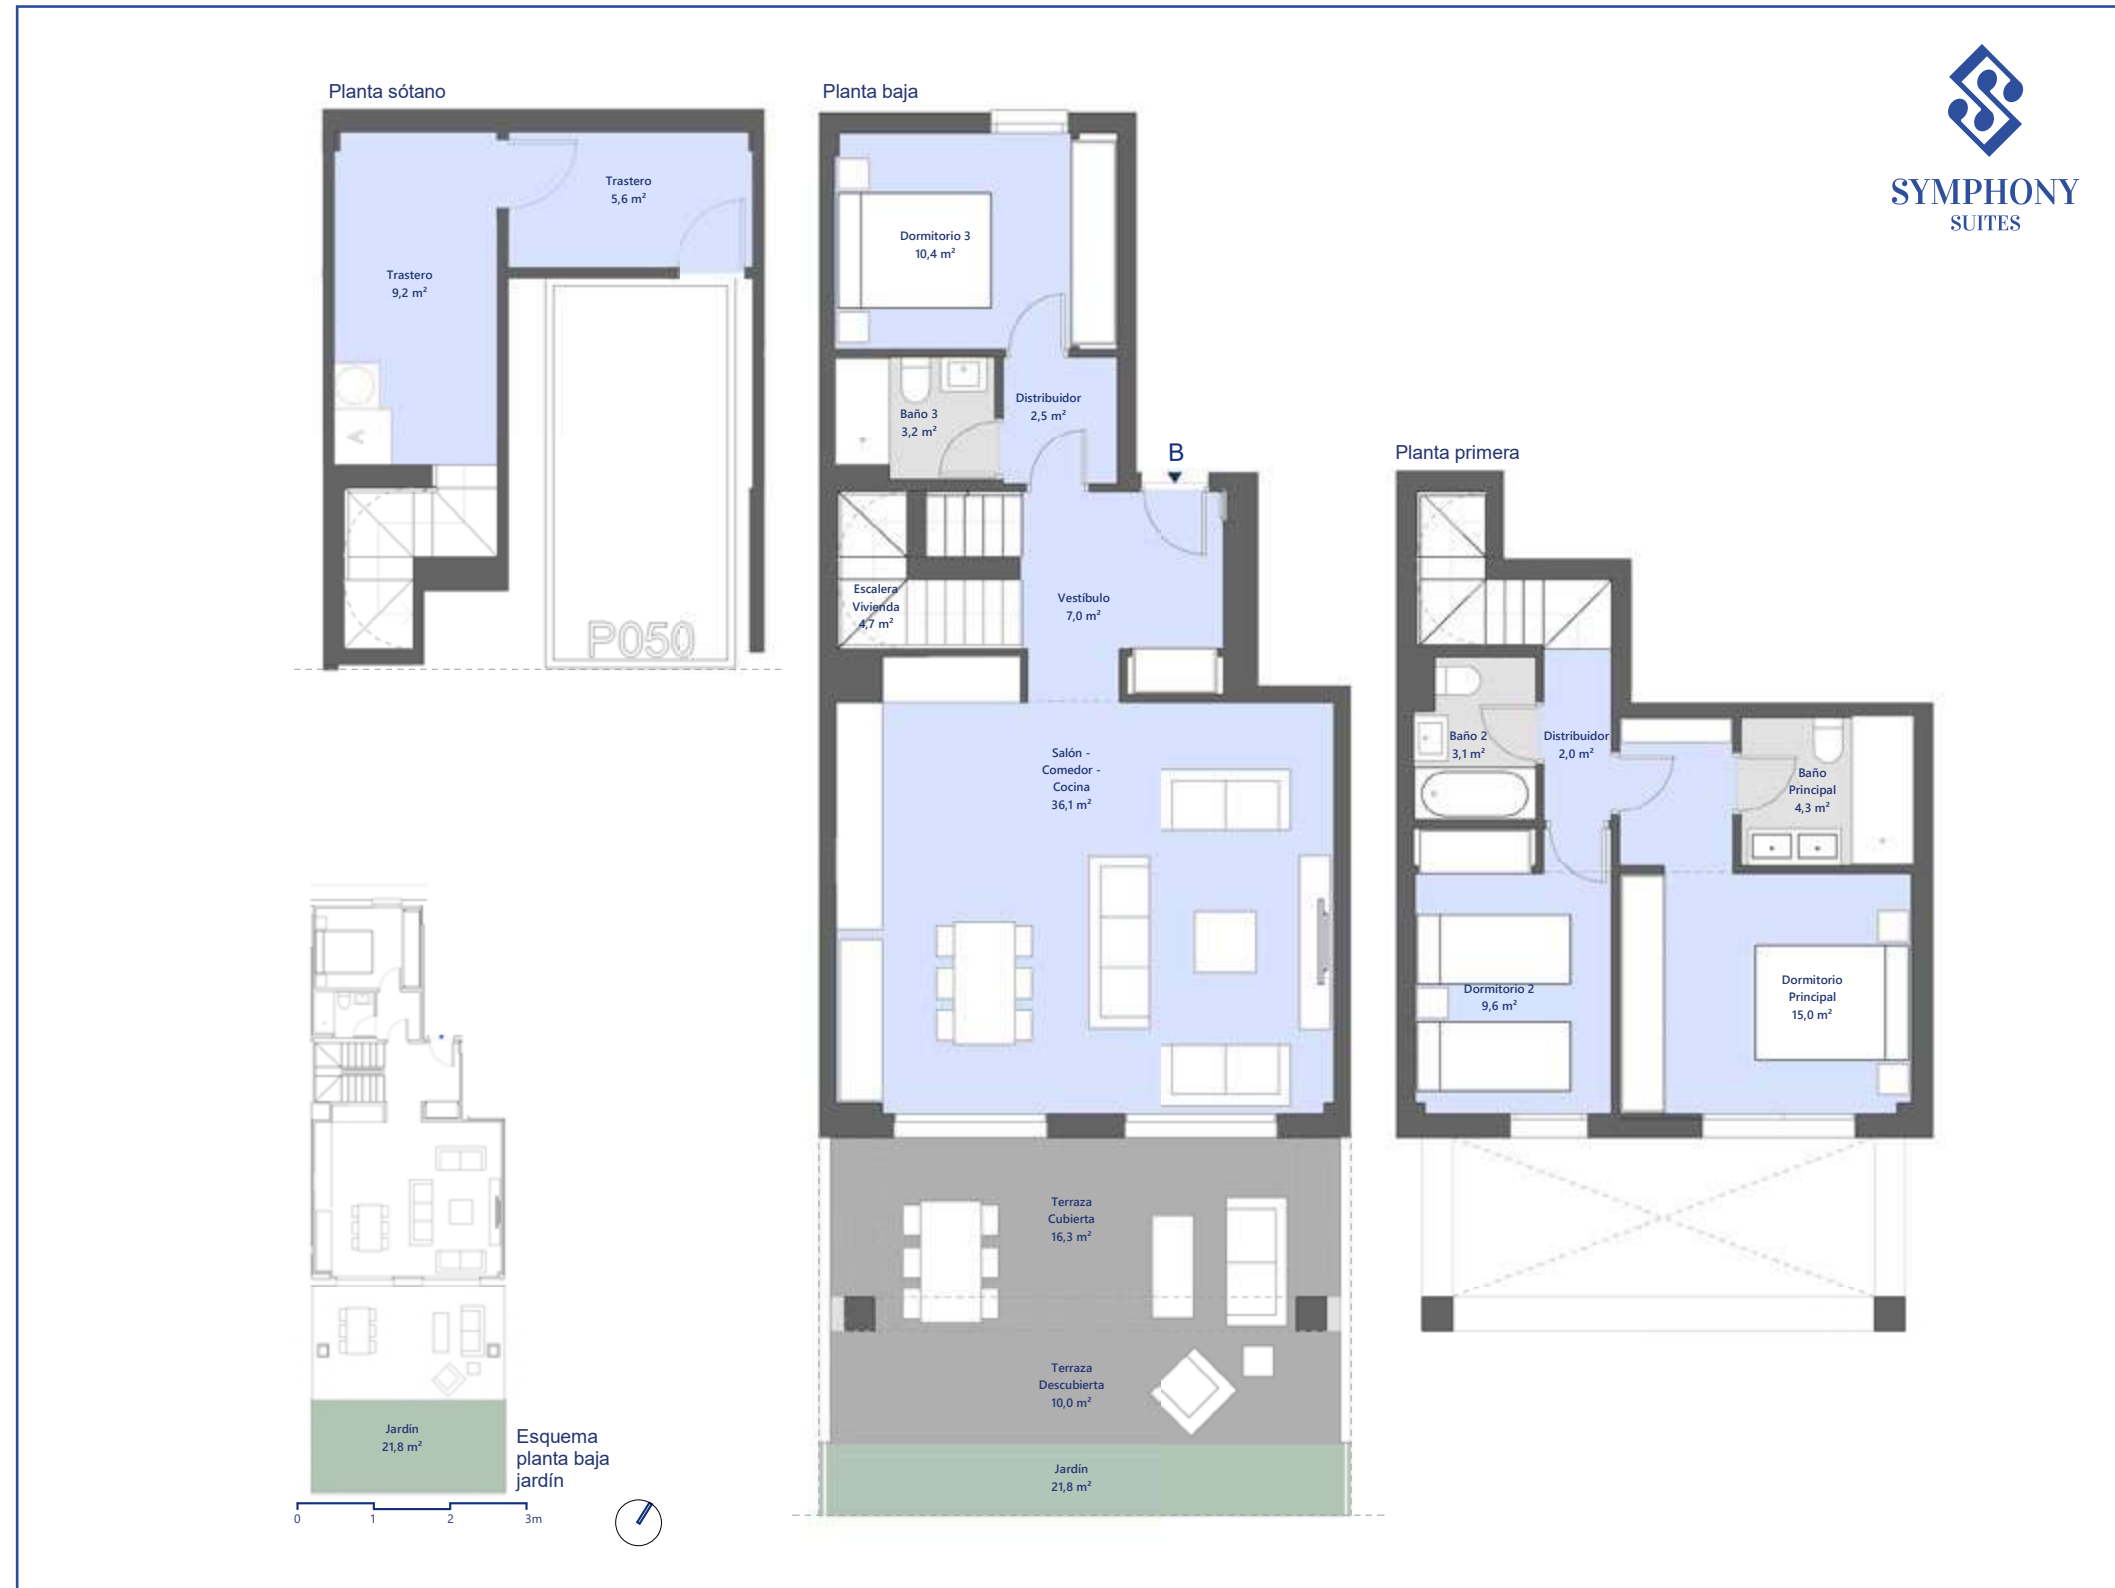 SYMPHONY
SUITES
Planta sótano
Trastero
5,6 m²
Trastero
9,2 m²
P050
Planta baja
Dormitorio 3
10,4 m²
Baño 3
3,2 m²
Distribuidor
2,5 m²
B
Escalera
Vivienda
4,7 m²
Vestíbulo
7,0 m²
Salón -
Comedor -
Cocina
36,1 m²
Terraza
Cubierta
16,3 m²
Terraza
Descubierta
10,0 m²
Jardín
21,8 m²
Planta primera
Baño 2
3,1 m²
Distribuidor
2,0 m²
Baño
Principal
4,3 m²
Dormitorio 2
9,6 m²
Dormitorio
Principal
15,0 m²
Jardín
21,8 m²
Esquema
planta baja
jardín
0 1 2 3m